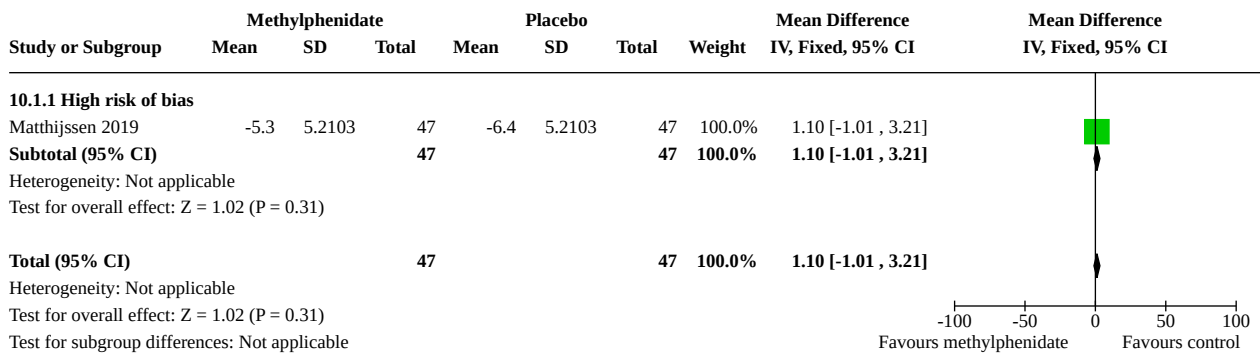 Methylphenidate Placebo Mean Difference Mean Difference
Study or Subgroup Mean SD Total Mean SD Total Weight IV, Fixed, 95% CI IV, Fixed, 95% CI
10.1.1 High risk of bias
Matthijssen 2019 -5.3 5.2103 47 -6.4 5.2103 47 100.0% 1.10 [-1.01 , 3.21]
Subtotal (95% CI) 47 47 100.0% 1.10 [-1.01 , 3.21]
Heterogeneity: Not applicable
Test for overall effect: Z = 1.02 (P = 0.31)
Total (95% CI) 47 47 100.0% 1.10 [-1.01 , 3.21]
Heterogeneity: Not applicable
Test for overall effect: Z = 1.02 (P = 0.31)
-100 -50 0 50 100
Test for subgroup differences: Not applicable Favours methylphenidate Favours control